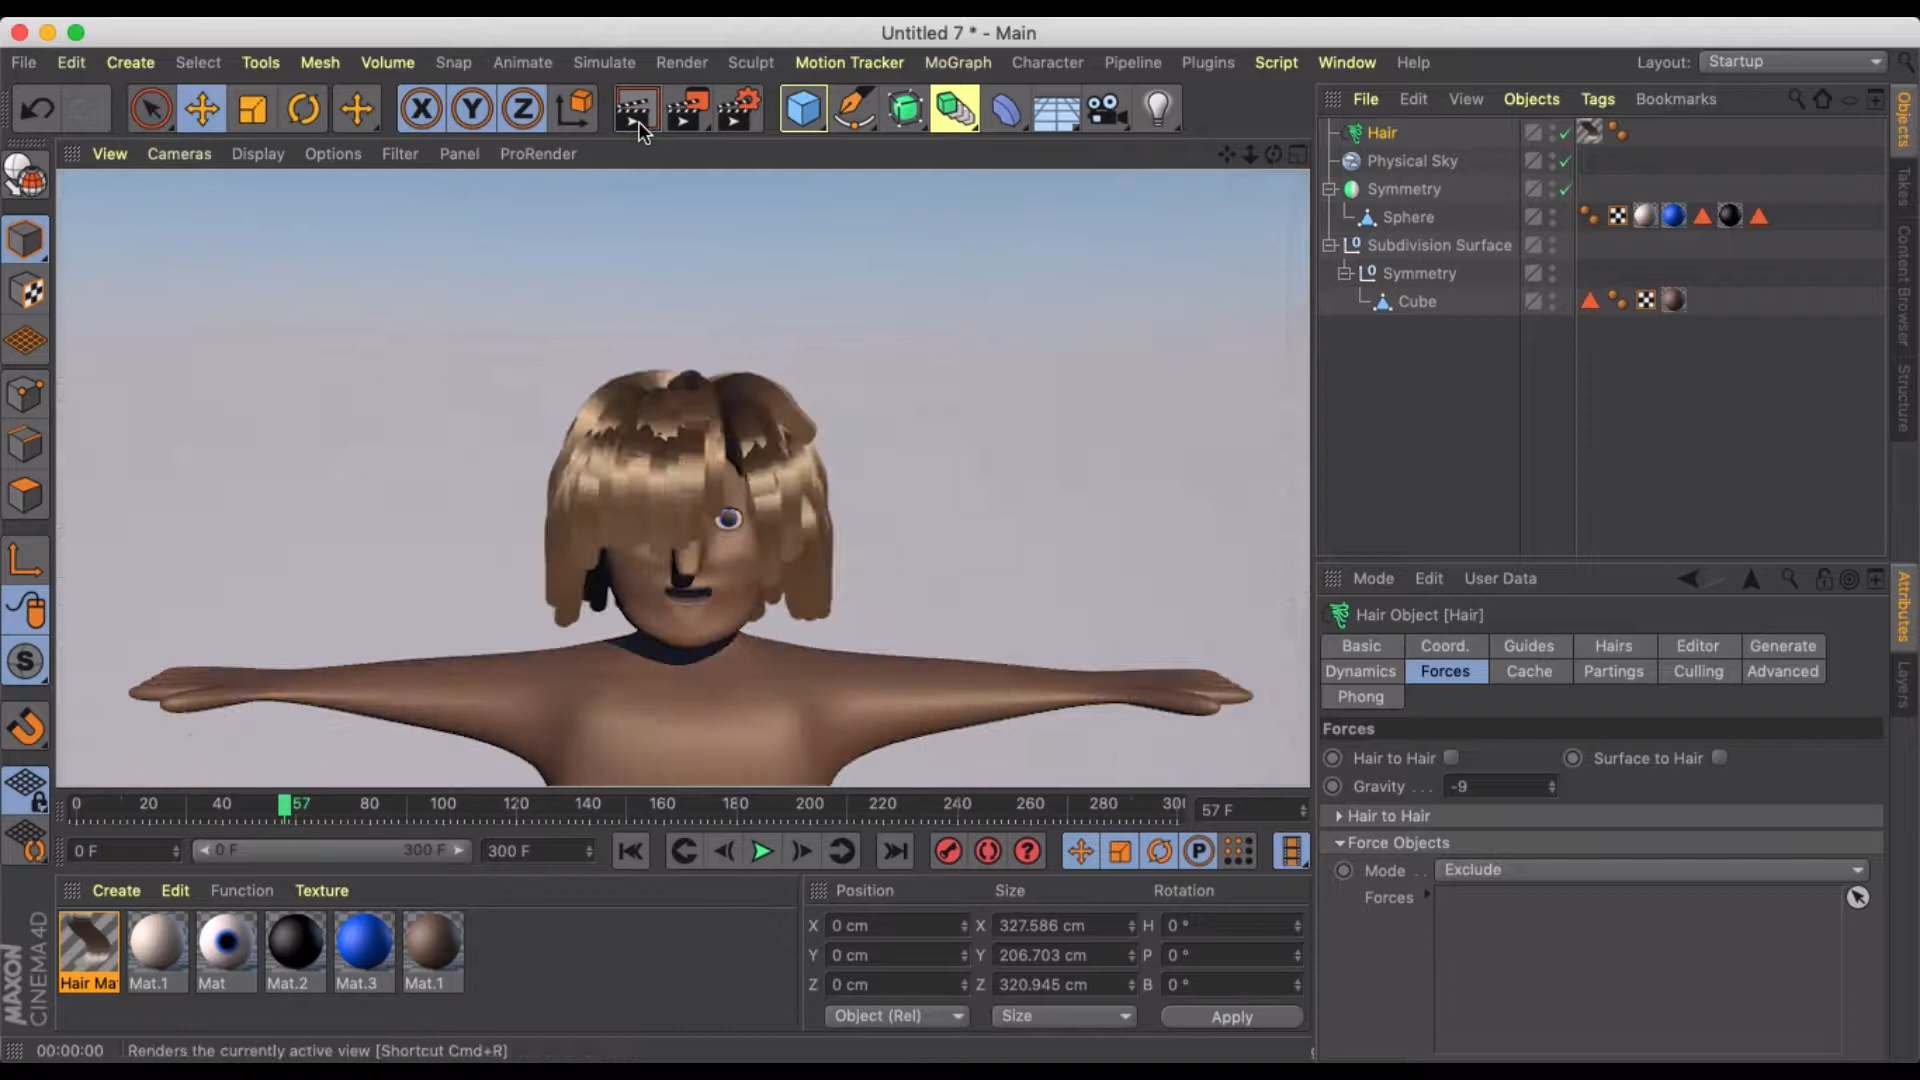 Untitled 7 * - Main
File Edit Create Select Tools Mesh Volume Snap Animate Simulate Render Sculpt Motion Tracker MoGraph Character Pipeline Plugins Script Window Help Layout: Startup
X Y Z
File Edit View Objects Tags Bookmarks
View Cameras Display Options Filter Panel ProRender
Hair
Physical Sky
Symmetry
Sphere
Subdivision Surface
Symmetry
Cube
Objects
Takes
Content Browser
Structure
Mode Edit User Data
Hair Object [Hair]
Basic Coord. Guides Hairs Editor Generate
Dynamics Forces Cache Partings Culling Advanced
Phong
Forces
Hair to Hair Surface to Hair
Gravity . . . -9
Hair to Hair
Force Objects
Mode . . Exclude
Forces
Attributes
Layers
0 20 40 57 80 100 120 140 160 180 200 220 240 260 280 300 57 F
0 F 0 F 300 F 300 F
Create Edit Function Texture
Hair Ma Mat.1 Mat Mat.2 Mat.3 Mat.1
Position Size Rotation
X 0 cm X 327.586 cm H 0 °
Y 0 cm Y 206.703 cm P 0 °
Z 0 cm Z 320.945 cm B 0 °
Object (Rel) Size Apply
MAXON
CINEMA4D
00:00:00 Renders the currently active view [Shortcut Cmd+R]